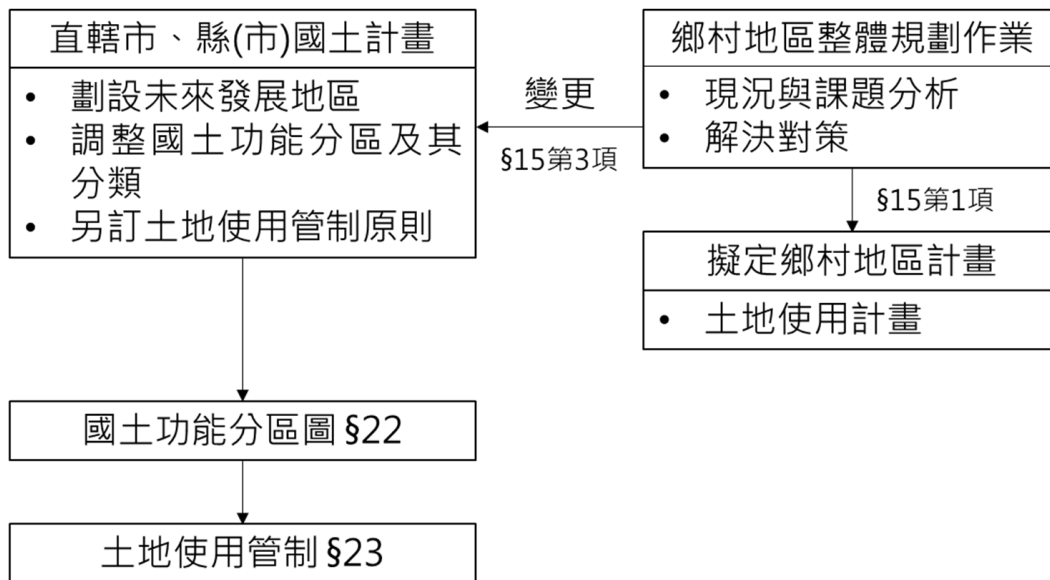 直轄市、縣(市)國土計畫
• 劃設未來發展地區
• 調整國土功能分區及其
分類
• 另訂土地使用管制原則
變更
§15第3項
鄉村地區整體規劃作業
• 現況與課題分析
• 解決對策
§15第1項
擬定鄉村地區計畫
• 土地使用計畫
國土功能分區圖 §22
土地使用管制 §23